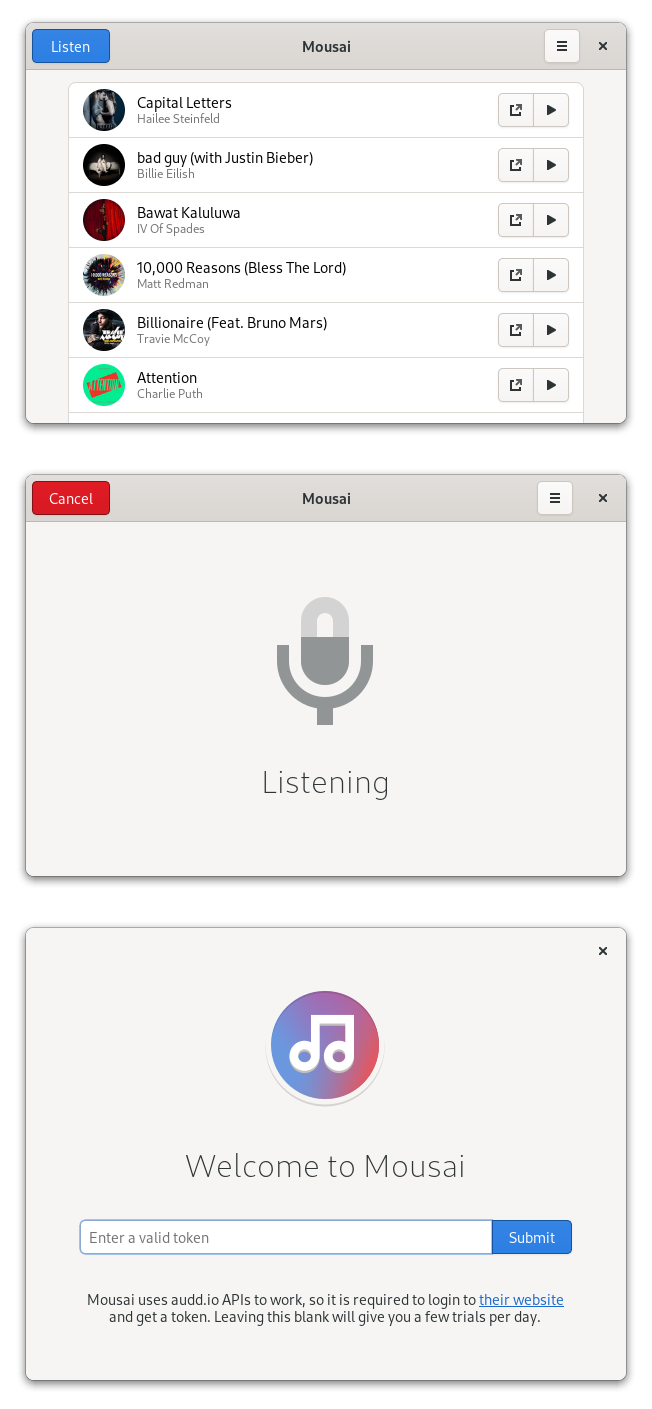 Listen
Mousai
Capital Letters
Hailee Steinfeld
bad guy (with Justin Bieber)
Billie Eilish
Bawat Kaluluwa
IV Of Spades
10,000 Reasons (Bless The Lord)
Matt Redman
Billionaire (Feat. Bruno Mars)
Travie McCoy
Attention
Charlie Puth
Cancel
Mousai
Listening
Welcome to Mousai
Enter a valid token
Submit
Mousai uses audd.io APIs to work, so it is required to login to their website
and get a token. Leaving this blank will give you a few trials per day.